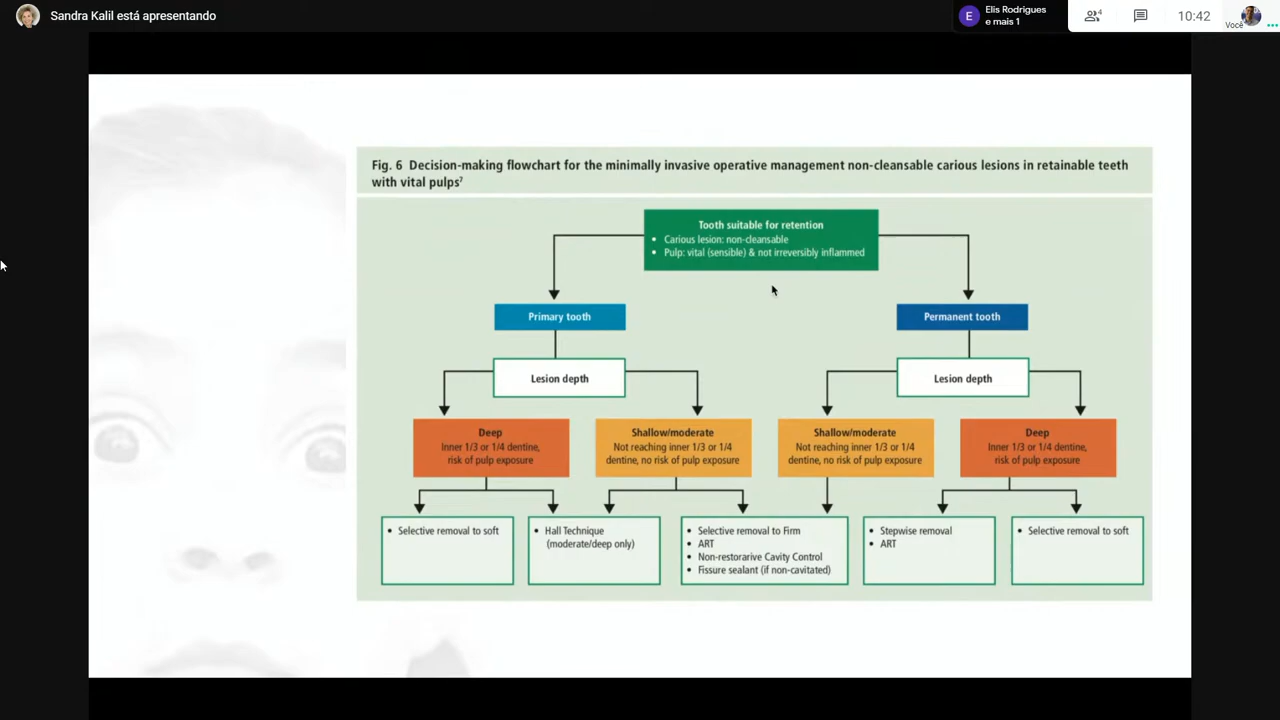 Sandra Kalil está apresentando
E
Elis Rodrigues
e mais 1
4
10:42
Você
Fig. 6 Decision-making flowchart for the minimally invasive operative management non-cleansable carious lesions in retainable teeth
with vital pulps7
Tooth suitable for retention
• Carious lesion: non-cleansable
• Pulp: vital (sensible) & not irreversibly inflammed
Primary tooth
Permanent tooth
Lesion depth
Lesion depth
Deep
Inner 1/3 or 1/4 dentine,
risk of pulp exposure
Shallow/moderate
Not reaching inner 1/3 or 1/4
dentine, no risk of pulp exposure
Shallow/moderate
Not reaching inner 1/3 or 1/4
dentine, no risk of pulp exposure
Deep
Inner 1/3 or 1/4 dentine,
risk of pulp exposure
• Selective removal to soft
• Hall Technique
(moderate/deep only)
• Selective removal to Firm
• ART
• Non-restorarive Cavity Control
• Fissure sealant (if non-cavitated)
• Stepwise removal
• ART
• Selective removal to soft